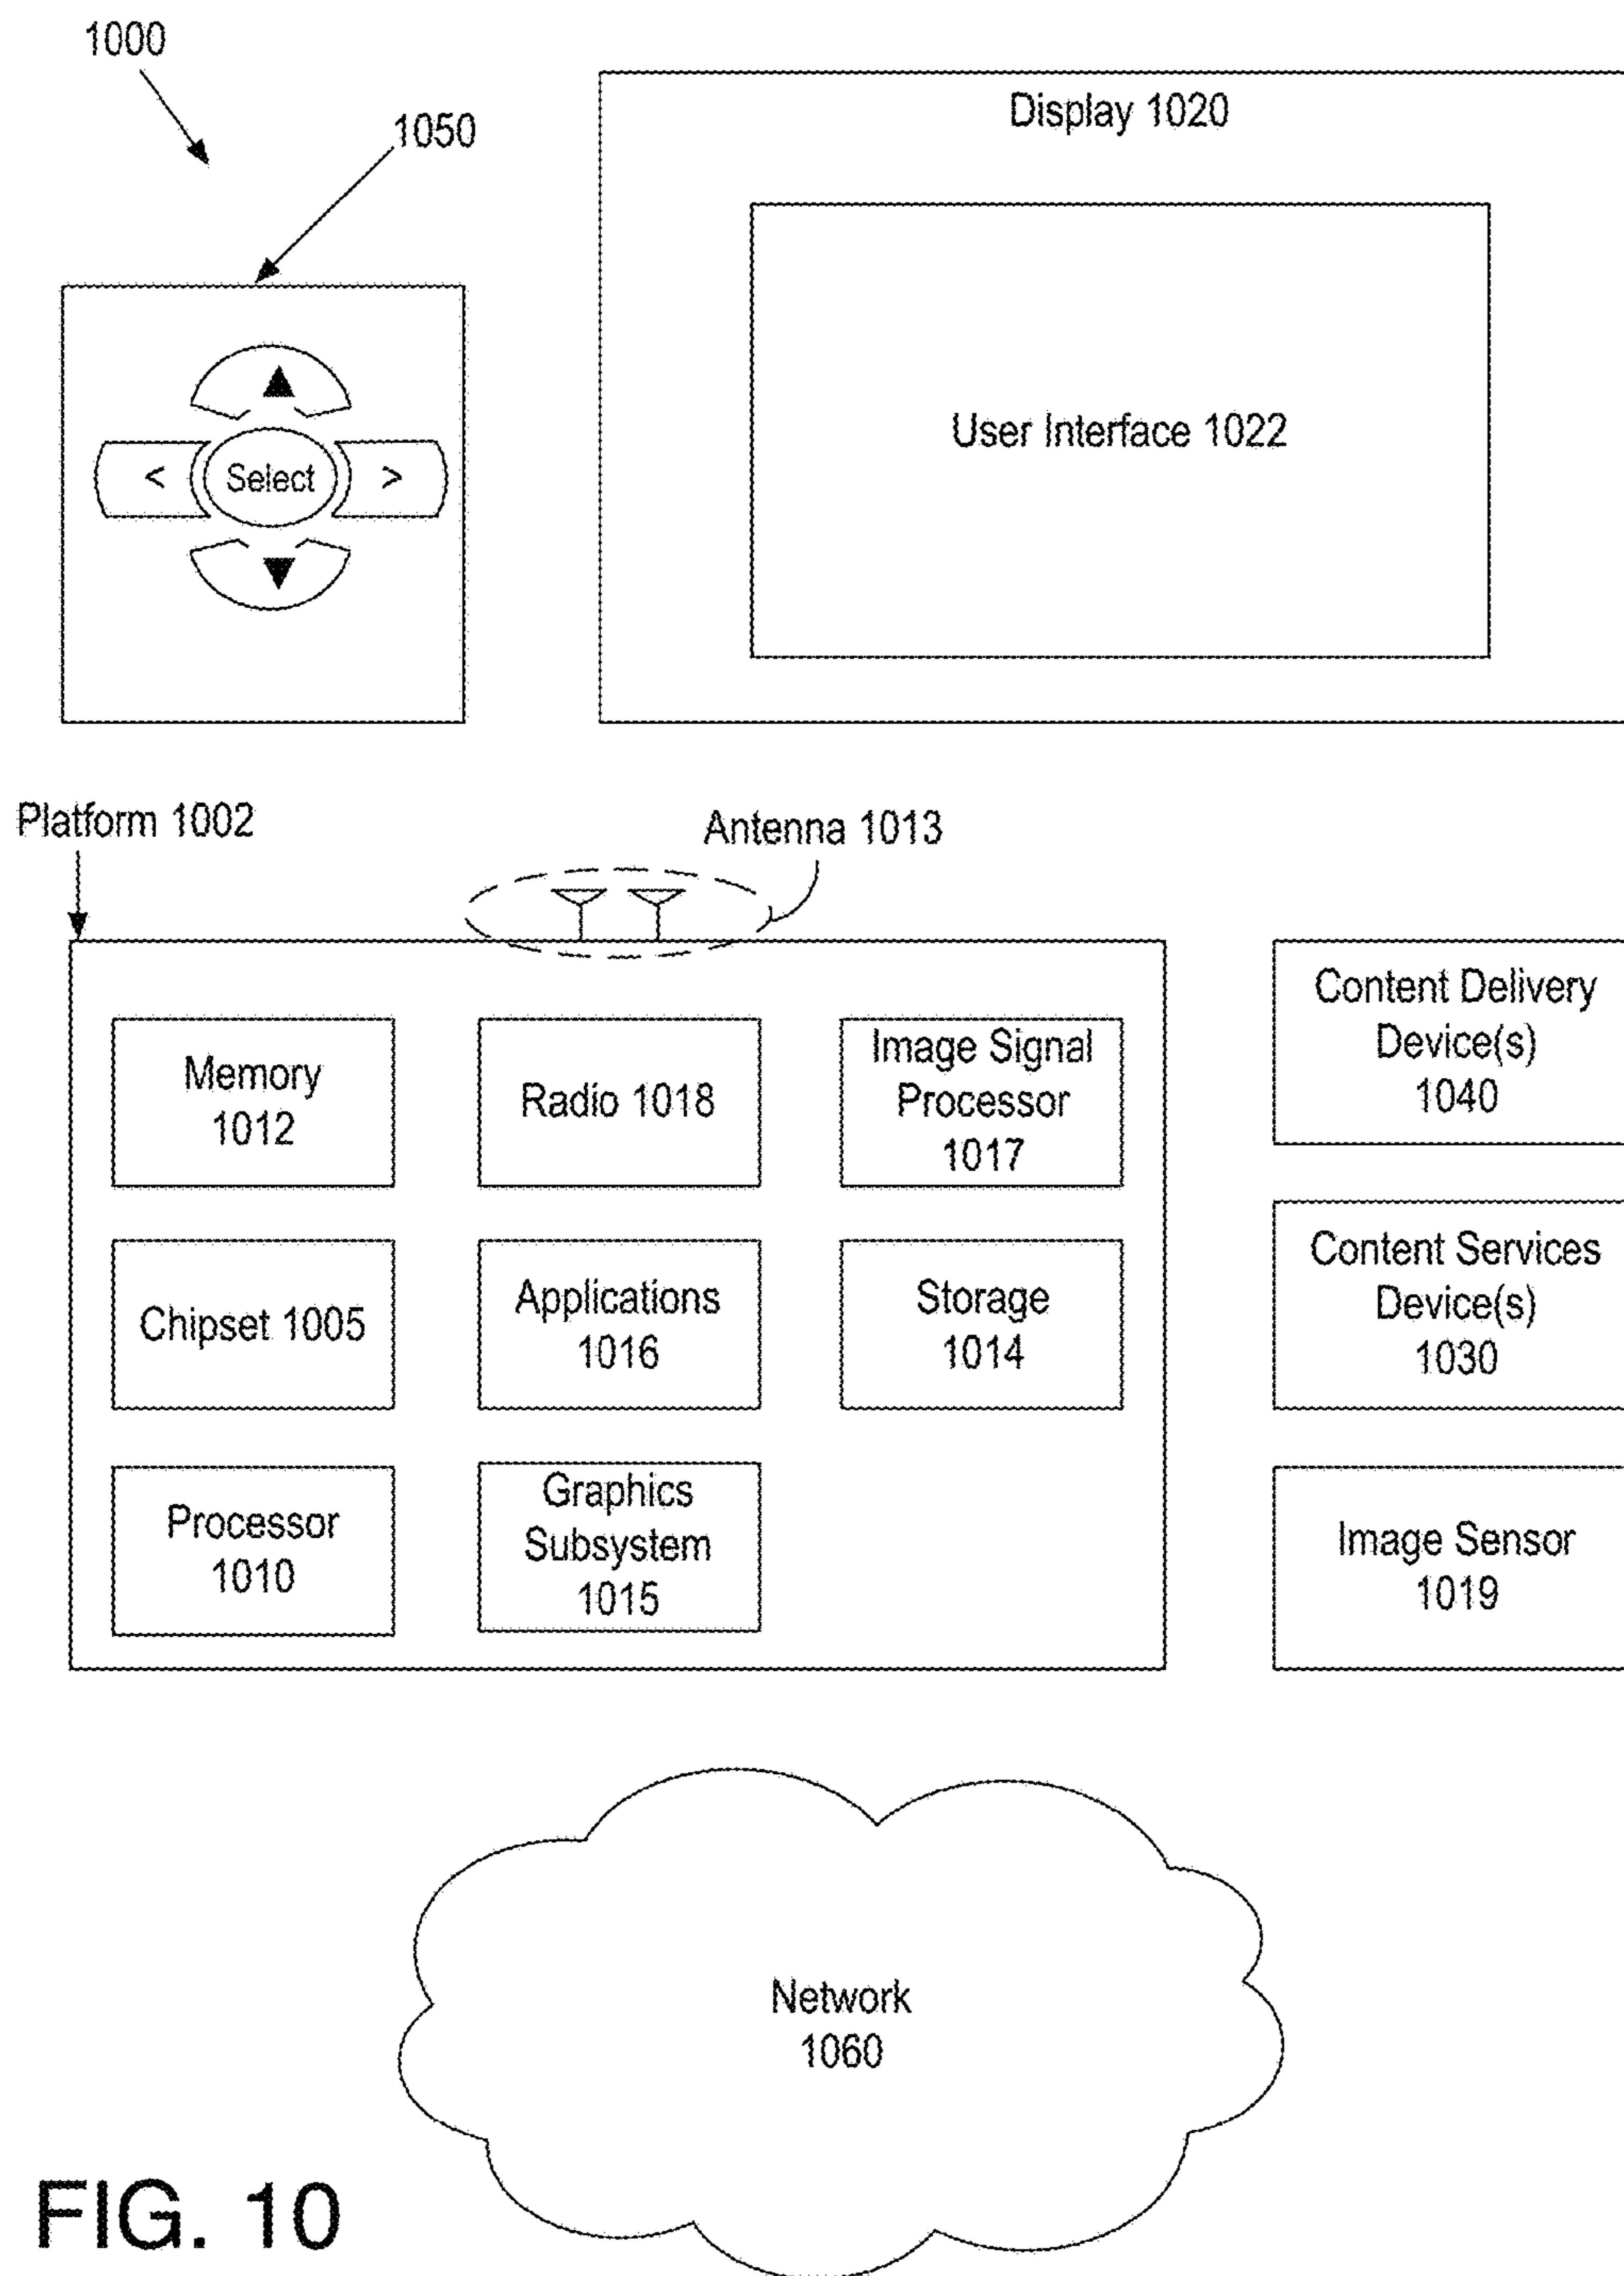 1000
1050
Display 1020
User Interface 1022
<
Select
>
Platform 1002
Antenna 1013
Memory
1012
Radio 1018
Image Signal
Processor
1017
Content Delivery
Device(s)
1040
Chipset 1005
Applications
1016
Storage
1014
Content Services
Device(s)
1030
Processor
1010
Graphics
Subsystem
1015
Image Sensor
1019
Network
1060
FIG. 10